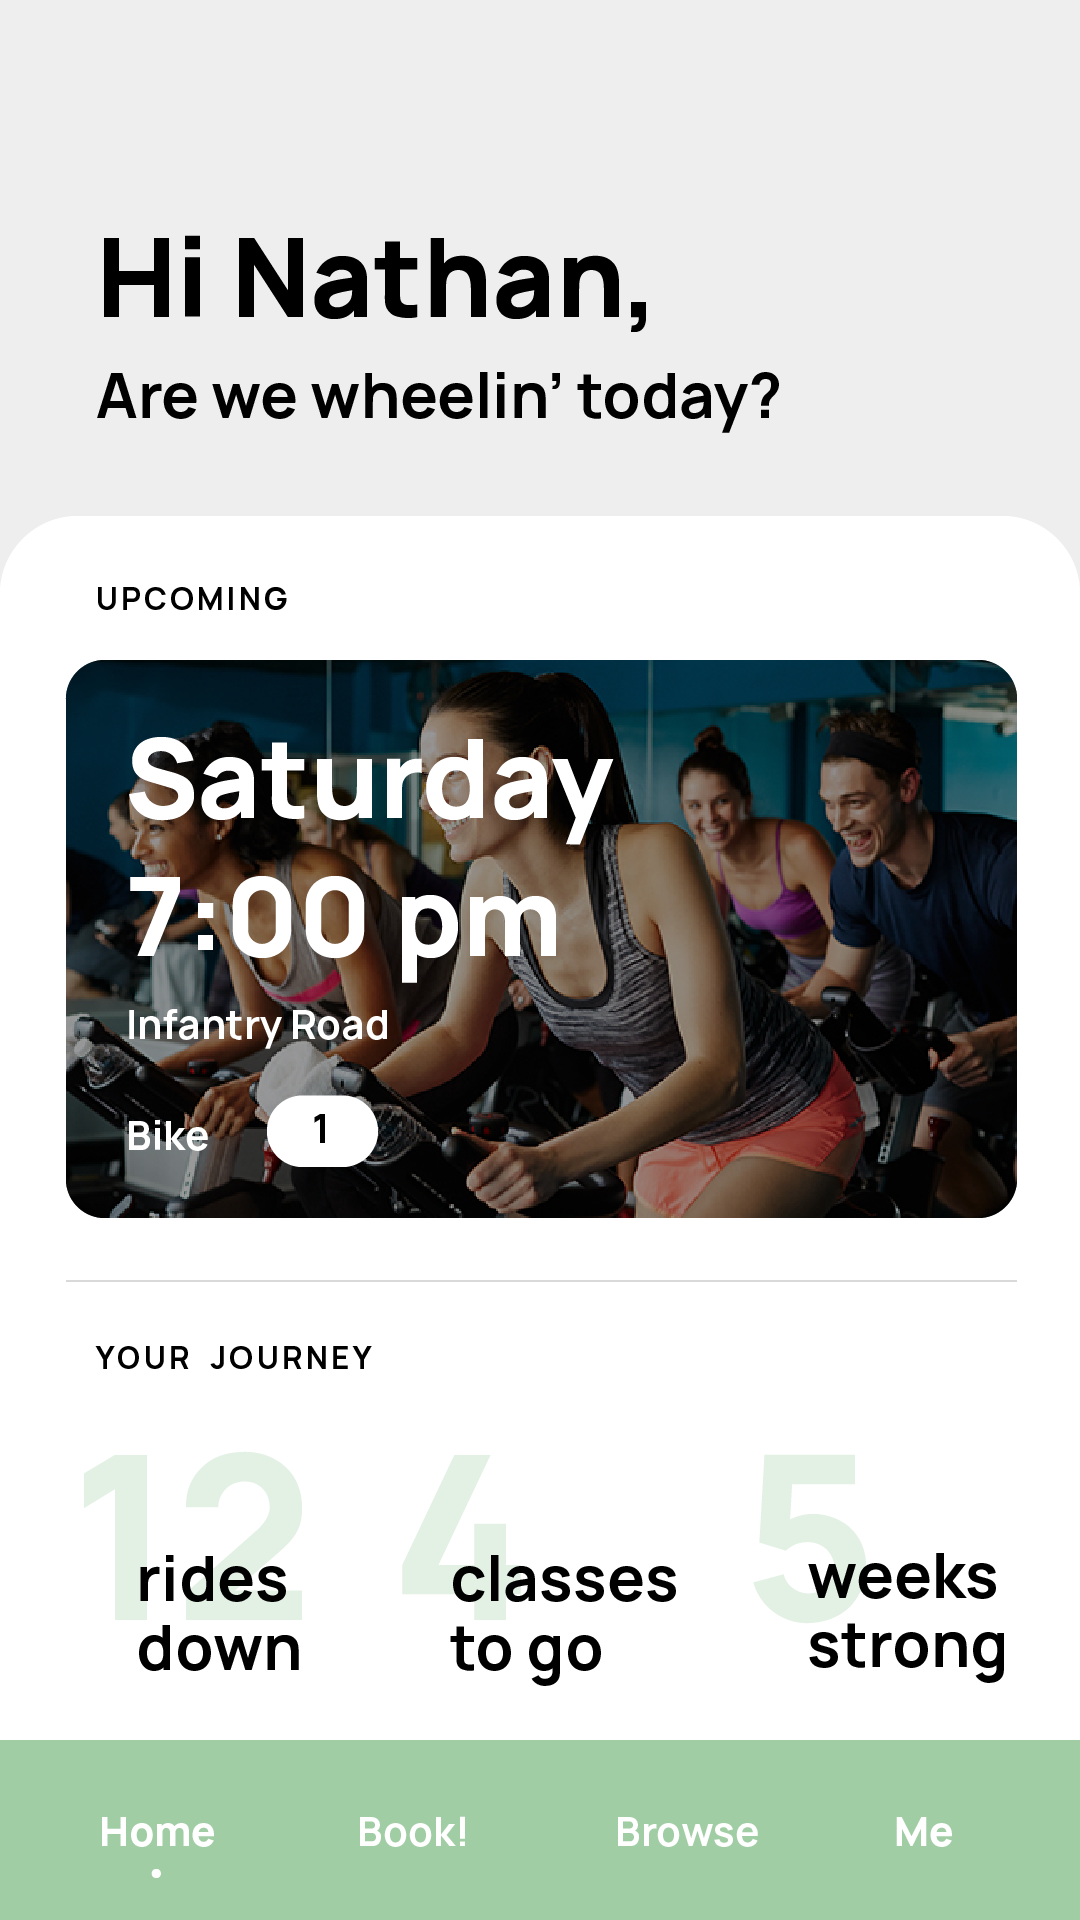 Hi Nathan,
Are we wheelin’ today?
UPCOMING
Saturday
7:00 pm
Infantry Road
Bike 1
YOUR JOURNEY
12 4 5
rides classes weeks
down to go strong
Home Book! Browse Me